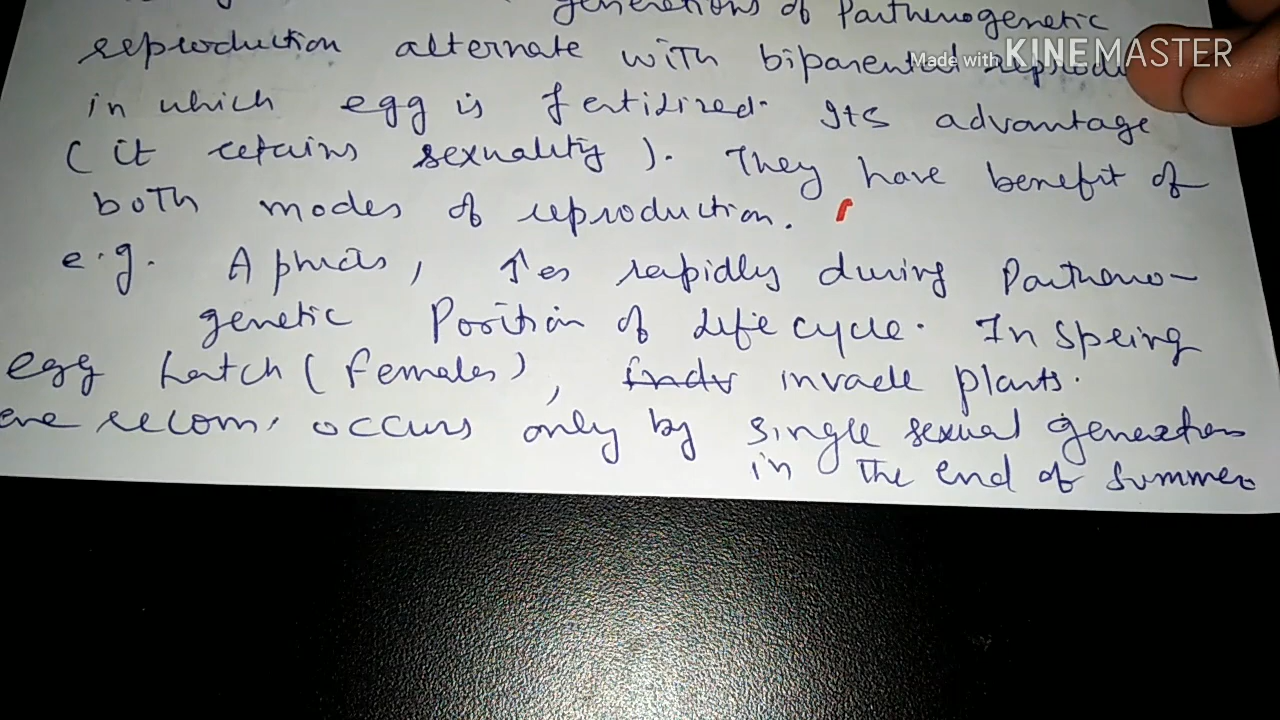 generations of Parthenogenetic
reproduction alternate with biparental
Made with KINEMASTER
in which egg is fertilized. Its advantage
(it retains sexuality). They have benefit of
both modes of reproduction.
e.g. Aphids, ↑es rapidly during Partheno-
genetic Portion of life cycle. In Spring
egg hatch (females), invade plants.
recom. occurs only by single sexual generation
in the end of summer